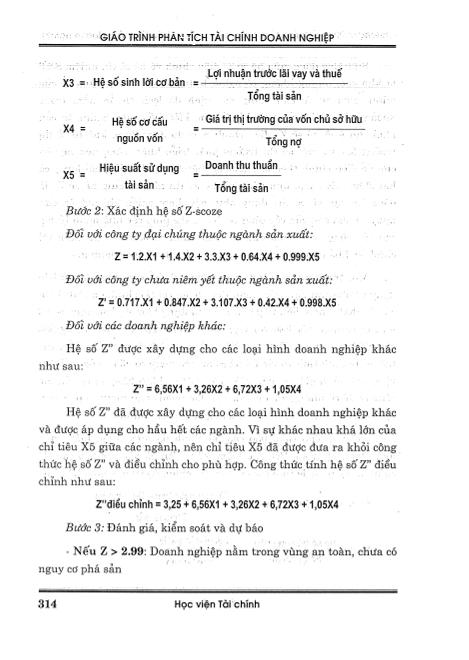 GIÁO TRÌNH PHÂN TÍCH TÀI CHÍNH DOANH NGHIỆP
X3 = Hệ số sinh lời cơ bản = Lợi nhuận trước lãi vay và thuế
Tổng tài sản
X4 = Hệ số cơ cấu nguồn vốn = Giá trị thị trường của vốn chủ sở hữu
Tổng nợ
X5 = Hiệu suất sử dụng tài sản = Doanh thu thuần
Tổng tài sản
Bước 2: Xác định hệ số Z-scoze
Đối với công ty đại chúng thuộc ngành sản xuất:
Z = 1.2.X1 + 1.4.X2 + 3.3.X3 + 0.64.X4 + 0.999.X5
Đối với công ty chưa niêm yết thuộc ngành sản xuất:
Z' = 0.717.X1 + 0.847.X2 + 3.107.X3 + 0.42.X4 + 0.998.X5
Đối với các doanh nghiệp khác:
Hệ số Z" được xây dựng cho các loại hình doanh nghiệp khác
như sau:
Z" = 6,56X1 + 3,26X2 + 6,72X3 + 1,05X4
Hệ số Z" đã được xây dựng cho các loại hình doanh nghiệp khác
và được áp dụng cho hầu hết các ngành. Vì sự khác nhau khá lớn của
chỉ tiêu X5 giữa các ngành, nên chỉ tiêu X5 đã được đưa ra khỏi công
thức hệ số Z" và điều chỉnh cho phù hợp. Công thức tính hệ số Z" điều
chỉnh như sau:
Z"điều chỉnh = 3,25 + 6,56X1 + 3,26X2 + 6,72X3 + 1,05X4
Bước 3: Đánh giá, kiểm soát và dự báo
- Nếu Z > 2.99: Doanh nghiệp nằm trong vùng an toàn, chưa có
nguy cơ phá sản
314 Học viện Tài chính